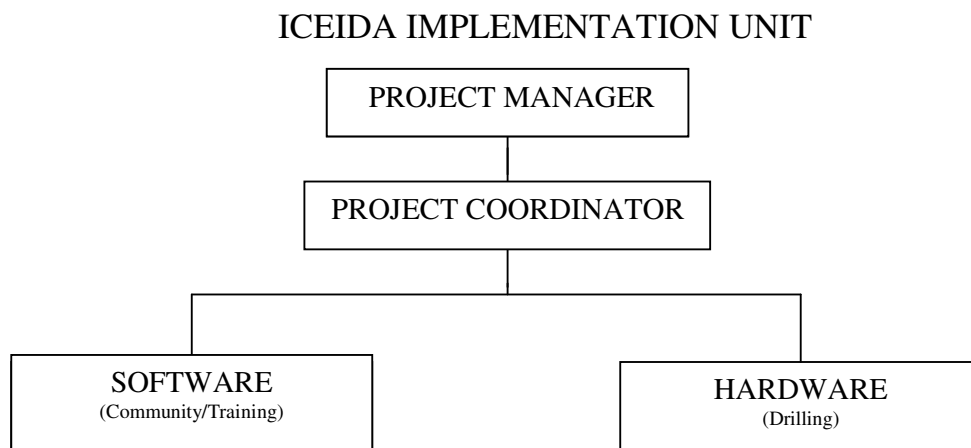 ICEIDA IMPLEMENTATION UNIT
PROJECT MANAGER
PROJECT COORDINATOR
SOFTWARE
(Community/Training)
HARDWARE
(Drilling)